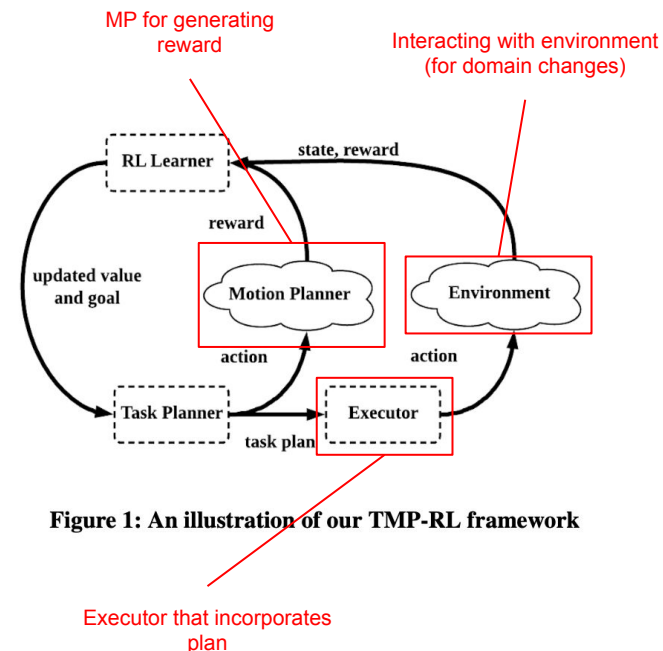 MP for generating
reward
Interacting with environment
(for domain changes)
state, reward
RL Learner
reward
updated value
and goal
Motion Planner
Environment
action
action
Task Planner
Executor
task plan
Figure 1: An illustration of our TMP-RL framework
Executor that incorporates
plan